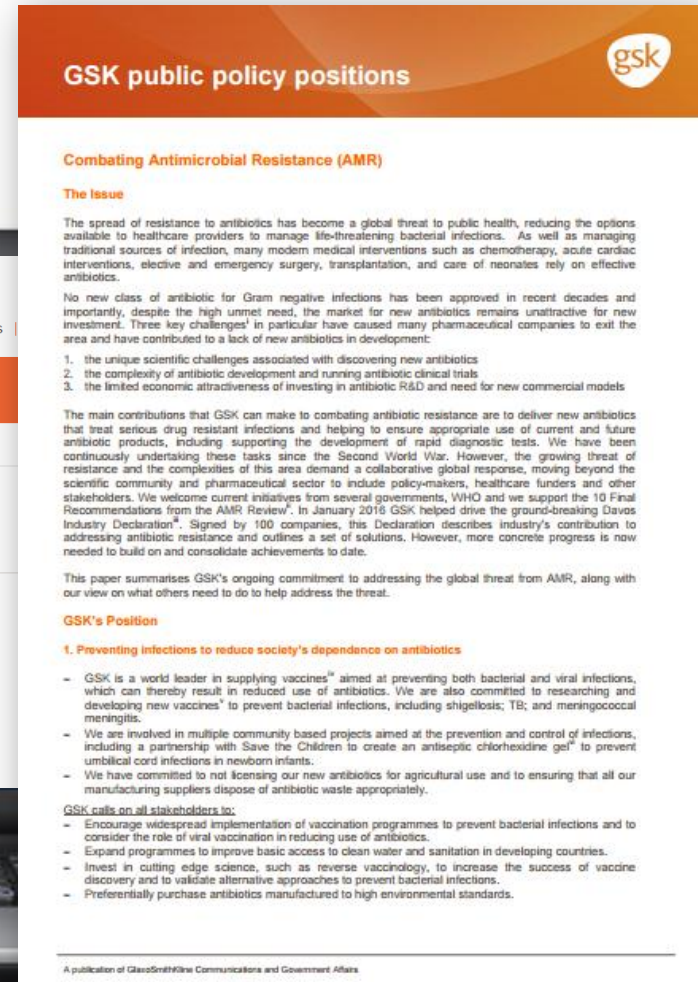 GSK public policy positions
gsk
Combating Antimicrobial Resistance (AMR)
The Issue
The spread of resistance to antibiotics has become a global threat to public health, reducing the options
available to healthcare providers to manage life-threatening bacterial infections. As well as managing
traditional sources of infection, many modern medical interventions such as chemotherapy, acute cardiac
interventions, elective and emergency surgery, transplantation, and care of neonates rely on effective
antibiotics.
No new class of antibiotic for Gram negative infections has been approved in recent decades and
importantly, despite the high unmet need, the market for new antibiotics remains unattractive for new
investment. Three key challenges in particular have caused many pharmaceutical companies to exit the
area and have contributed to a lack of new antibiotics in development:
1. the unique scientific challenges associated with discovering new antibiotics
2. the complexity of antibiotic development and running antibiotic clinical trials
3. the limited economic attractiveness of investing in antibiotic R&D and need for new commercial models
The main contributions that GSK can make to combating antibiotic resistance are to deliver new antibiotics
that treat serious drug resistant infections and helping to ensure appropriate use of current and future
antibiotic products, including supporting the development of rapid diagnostic tests. We have been
continuously undertaking these tasks since the Second World War. However, the growing threat of
resistance and the complexities of this area demand a collaborative global response, moving beyond the
scientific community and pharmaceutical sector to include policy-makers, healthcare funders and other
stakeholders. We welcome current initiatives from several governments, WHO and we support the 10 Final
Recommendations from the AMR Review. In January 2016 GSK helped drive the ground-breaking Davos
Industry Declaration. Signed by 100 companies, this Declaration describes industry's contribution to
addressing antibiotic resistance and outlines a set of solutions. However, more concrete progress is now
needed to build on and consolidate achievements to date.
This paper summarises GSK's ongoing commitment to addressing the global threat from AMR, along with
our view on what others need to do to help address the threat.
GSK's Position
1. Preventing infections to reduce society's dependence on antibiotics
– GSK is a world leader in supplying vaccines aimed at preventing both bacterial and viral infections,
which can thereby result in reduced use of antibiotics. We are also committed to researching and
developing new vaccines to prevent bacterial infections, including shigellosis; TB; and meningococcal
meningitis.
– We are involved in multiple community based projects aimed at the prevention and control of infections,
including a partnership with Save the Children to create an antiseptic chlorhexidine gel to prevent
umbilical cord infections in newborn infants.
– We have committed to not licensing our new antibiotics for agricultural use and to ensuring that all our
manufacturing suppliers dispose of antibiotic waste appropriately.
GSK calls on all stakeholders to:
– Encourage widespread implementation of vaccination programmes to prevent bacterial infections and to
consider the role of viral vaccination in reducing use of antibiotics.
– Expand programmes to improve basic access to clean water and sanitation in developing countries.
– Invest in cutting edge science, such as reverse vaccinology, to increase the success of vaccine
discovery and to validate alternative approaches to prevent bacterial infections.
– Preferentially purchase antibiotics manufactured to high environmental standards.
A publication of GlaxoSmithKline Communications and Government Affairs